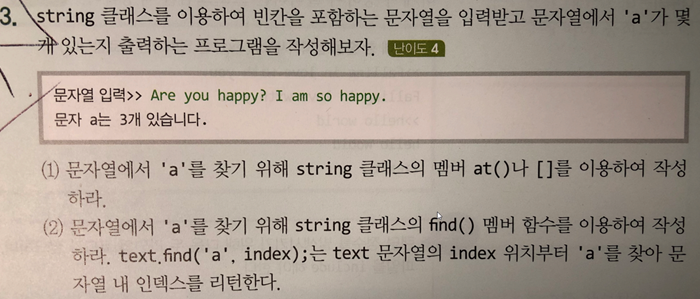 3. string 클래스를 이용하여 빈칸을 포함하는 문자열을 입력받고 문자열에서 'a'가 몇
개 있는지 출력하는 프로그램을 작성해보자. 난이도 4
문자열 입력>> Are you happy? I am so happy.
문자 a는 3개 있습니다.
(1) 문자열에서 'a'를 찾기 위해 string 클래스의 멤버 at()나 []를 이용하여 작성
하라.
(2) 문자열에서 'a'를 찾기 위해 string 클래스의 find() 멤버 함수를 이용하여 작성
하라. text.find('a', index);는 text 문자열의 index 위치부터 'a'를 찾아 문
자열 내 인덱스를 리턴한다.